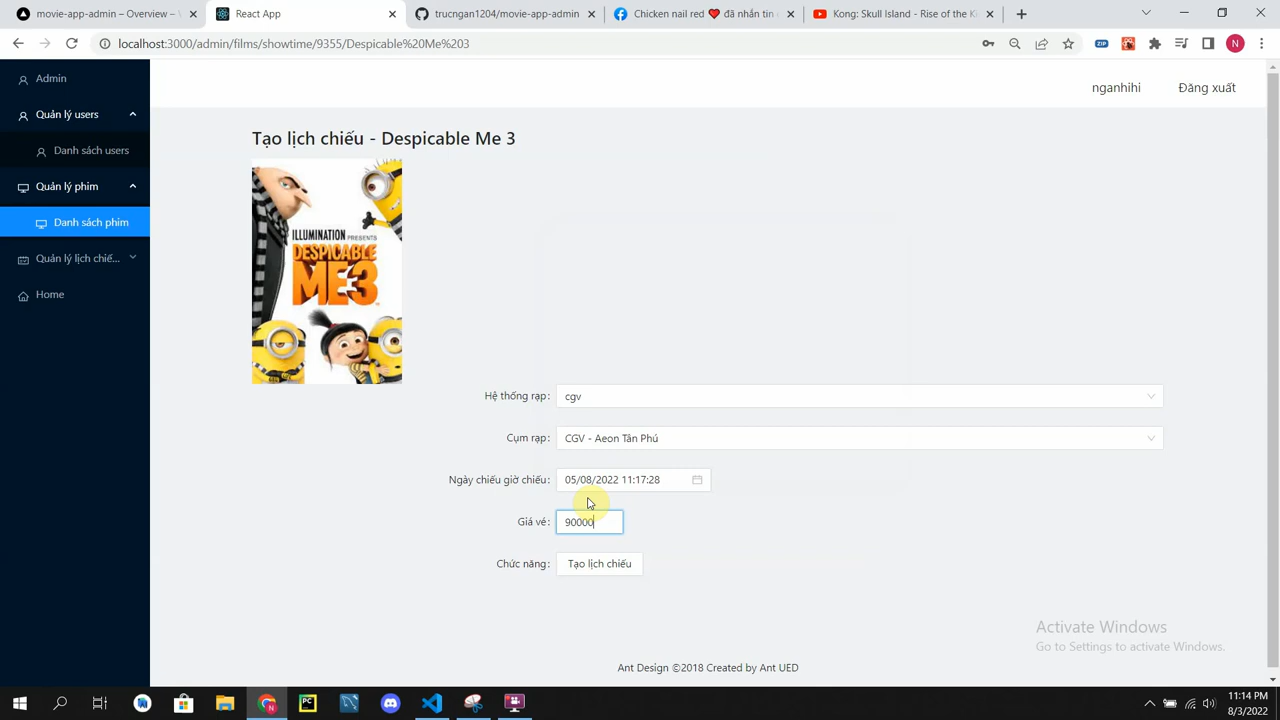 movie-app-admin – Overview – V
React App
trucngan1204/movie-app-admin
Chicken nail red ❤️ đã nhắn tin c
Kong: Skull Island - Rise of the Ki
localhost:3000/admin/films/showtime/9355/Despicable%20Me%203
ZIP
N
Admin
Quản lý users
Danh sách users
Quản lý phim
Danh sách phim
Quản lý lịch chiế...
Home
nganhihi
Đăng xuất
Tạo lịch chiếu - Despicable Me 3
ILLUMINATION PRESENTS
DESPICABLE
ME3
Hệ thống rạp:
cgv
Cụm rạp:
CGV - Aeon Tân Phú
Ngày chiếu giờ chiếu:
05/08/2022 11:17:28
Giá vé:
90000
Chức năng:
Tạo lịch chiếu
Activate Windows
Go to Settings to activate Windows.
Ant Design ©2018 Created by Ant UED
PC
N
11:14 PM
8/3/2022